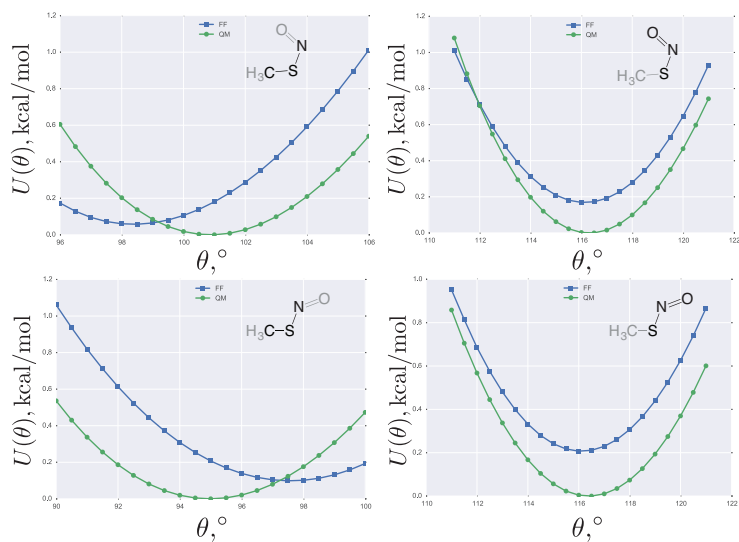 U(θ), kcal/mol
1.2
1.0
0.8
0.6
0.4
0.2
0.0
FF
QM
O
N
H₃C S
96 98 100 102 104 106
θ,°
U(θ), kcal/mol
1.2
1.0
0.8
0.6
0.4
0.2
0.0
FF
QM
O
N
H₃C S
110 112 114 116 118 120 122
θ,°
U(θ), kcal/mol
1.2
1.0
0.8
0.6
0.4
0.2
0.0
FF
QM
N O
H₃C S
90 92 94 96 98 100
θ,°
U(θ), kcal/mol
1.0
0.8
0.6
0.4
0.2
0.0
FF
QM
N O
H₃C S
110 112 114 116 118 120 122
θ,°